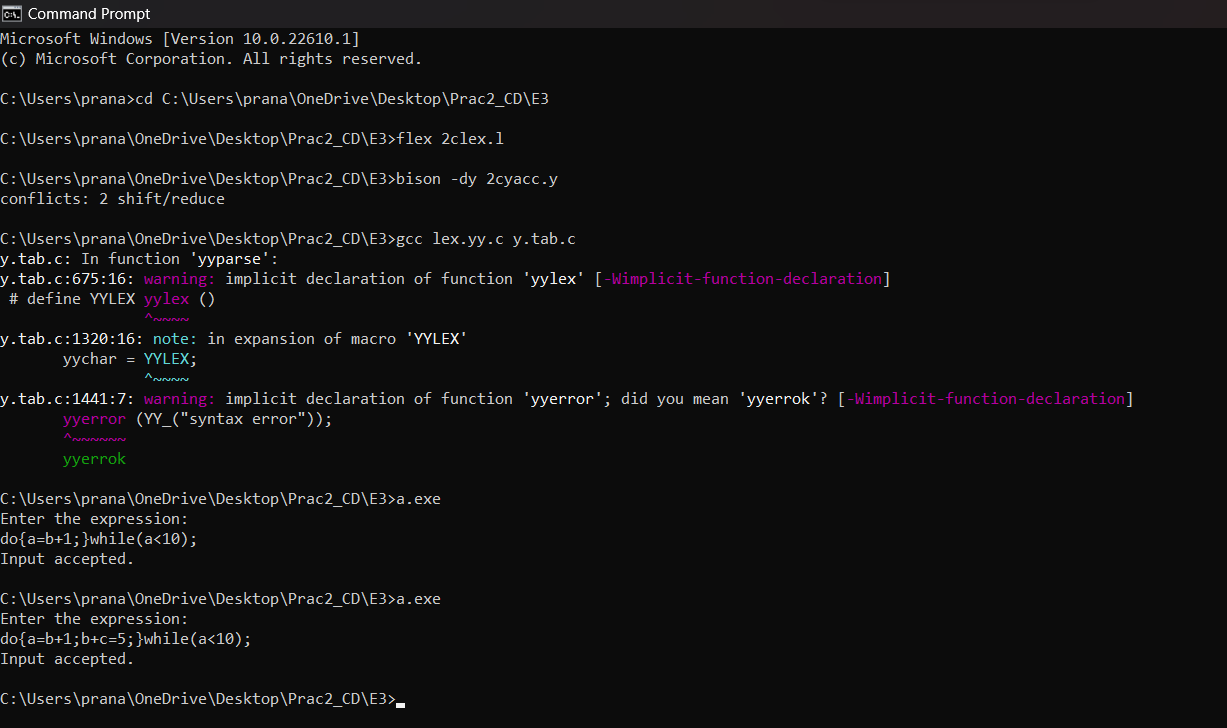 Command Prompt
Microsoft Windows [Version 10.0.22610.1]
(c) Microsoft Corporation. All rights reserved.
C:\Users\prana>cd C:\Users\prana\OneDrive\Desktop\Prac2_CD\E3
C:\Users\prana\OneDrive\Desktop\Prac2_CD\E3>flex 2clex.l
C:\Users\prana\OneDrive\Desktop\Prac2_CD\E3>bison -dy 2cyacc.y
conflicts: 2 shift/reduce
C:\Users\prana\OneDrive\Desktop\Prac2_CD\E3>gcc lex.yy.c y.tab.c
y.tab.c: In function 'yyparse':
y.tab.c:675:16: warning: implicit declaration of function 'yylex' [-Wimplicit-function-declaration]
 # define YYLEX yylex ()
                ^~~~~
y.tab.c:1320:16: note: in expansion of macro 'YYLEX'
       yychar = YYLEX;
                ^~~~~
y.tab.c:1441:7: warning: implicit declaration of function 'yyerror'; did you mean 'yyerrok'? [-Wimplicit-function-declaration]
       yyerror (YY_("syntax error"));
       ^~~~~~~
       yyerrok
C:\Users\prana\OneDrive\Desktop\Prac2_CD\E3>a.exe
Enter the expression:
do{a=b+1;}while(a<10);
Input accepted.
C:\Users\prana\OneDrive\Desktop\Prac2_CD\E3>a.exe
Enter the expression:
do{a=b+1;b+c=5;}while(a<10);
Input accepted.
C:\Users\prana\OneDrive\Desktop\Prac2_CD\E3>